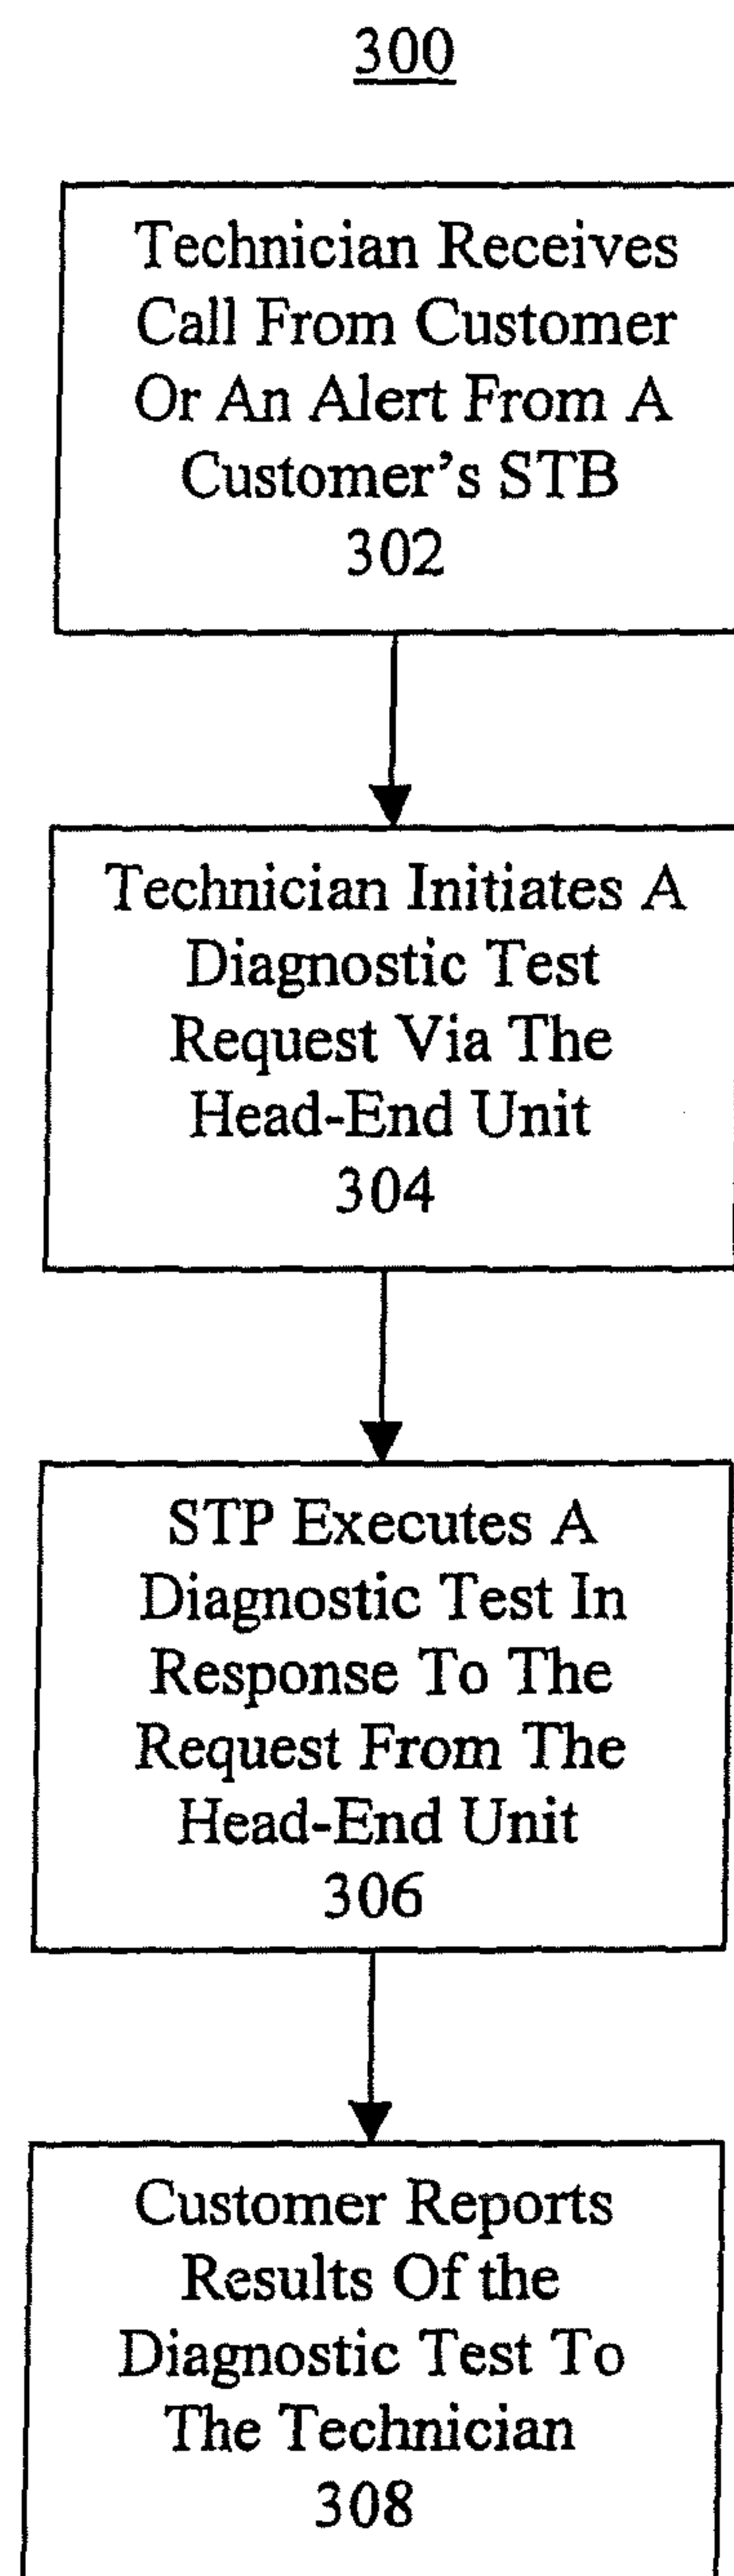 300
Technician Receives
Call From Customer
Or An Alert From A
Customer's STB
302
Technician Initiates A
Diagnostic Test
Request Via The
Head-End Unit
304
STP Executes A
Diagnostic Test In
Response To The
Request From The
Head-End Unit
306
Customer Reports
Results Of the
Diagnostic Test To
The Technician
308